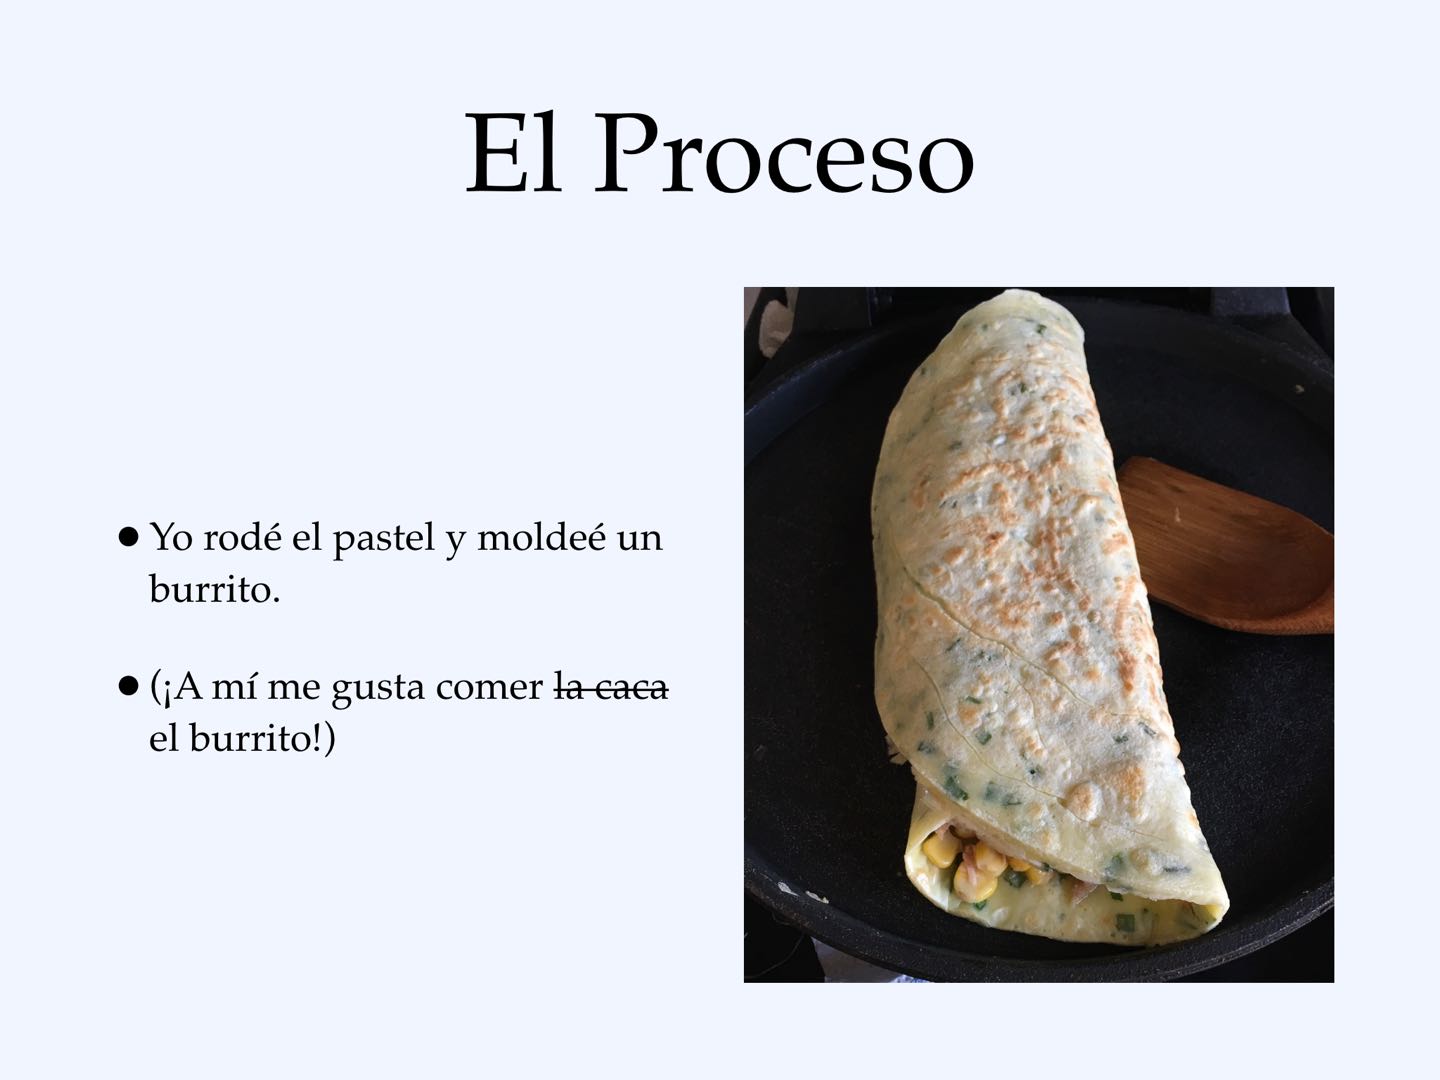 El Proceso
• Yo rodé el pastel y moldeé un
burrito.
• (¡A mí me gusta comer la caca
el burrito!)